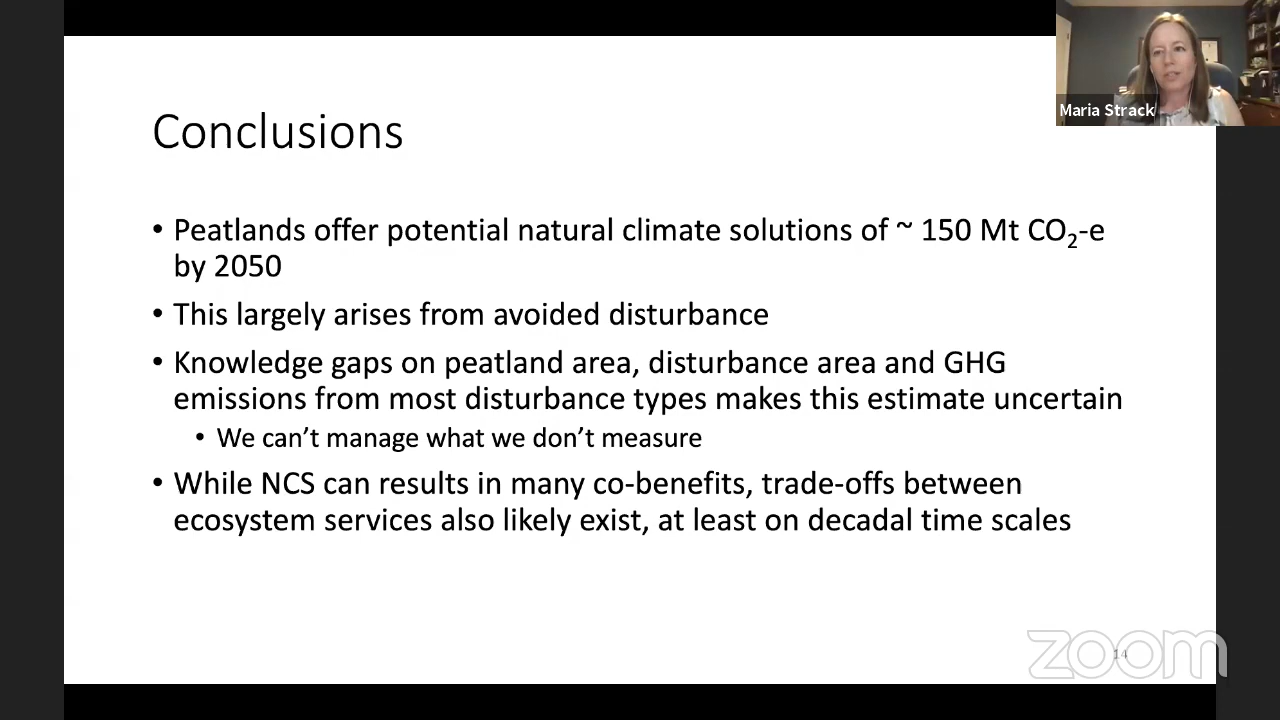 Maria Strack
Conclusions
• Peatlands offer potential natural climate solutions of ~ 150 Mt CO₂-e
by 2050
• This largely arises from avoided disturbance
• Knowledge gaps on peatland area, disturbance area and GHG
emissions from most disturbance types makes this estimate uncertain
• We can't manage what we don't measure
• While NCS can results in many co-benefits, trade-offs between
ecosystem services also likely exist, at least on decadal time scales
14
zoom